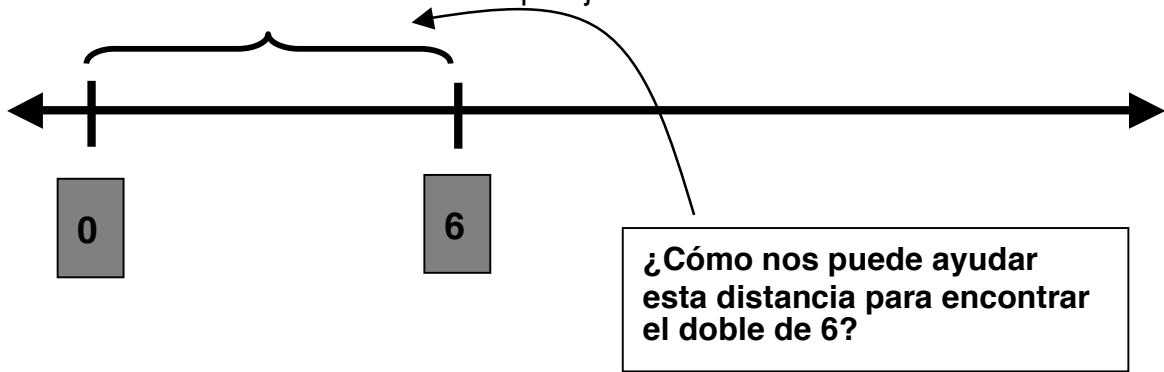 0
6
¿Cómo nos puede ayudar
esta distancia para encontrar
el doble de 6?